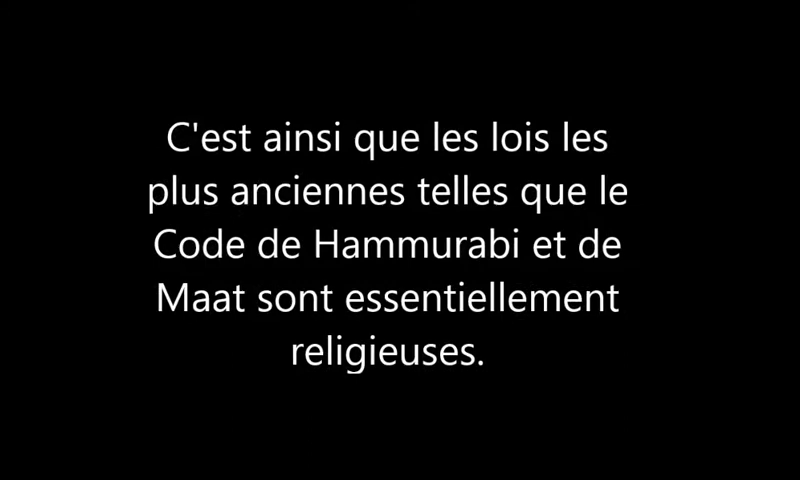 C'est ainsi que les lois les
plus anciennes telles que le
Code de Hammurabi et de
Maat sont essentiellement
religieuses.